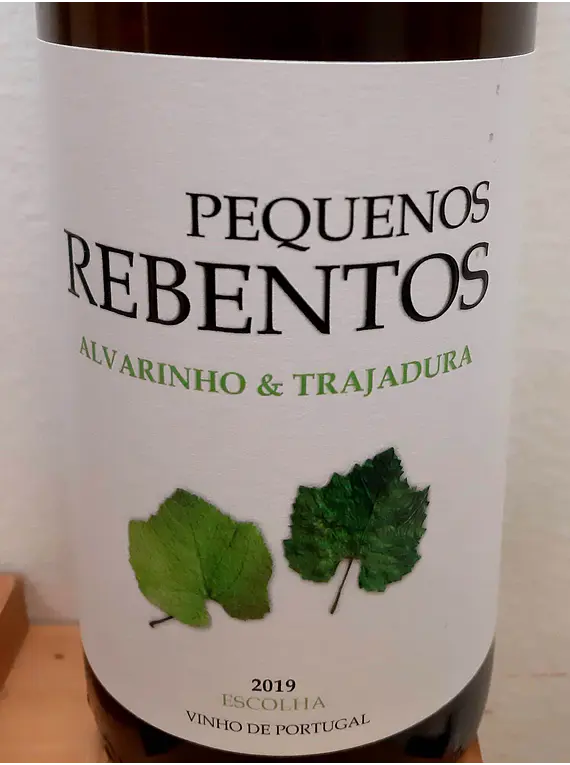 PEQUENOS
REBENTOS
ALVARINHO & TRAJADURA
2019
ESCOLHA
VINHO DE PORTUGAL